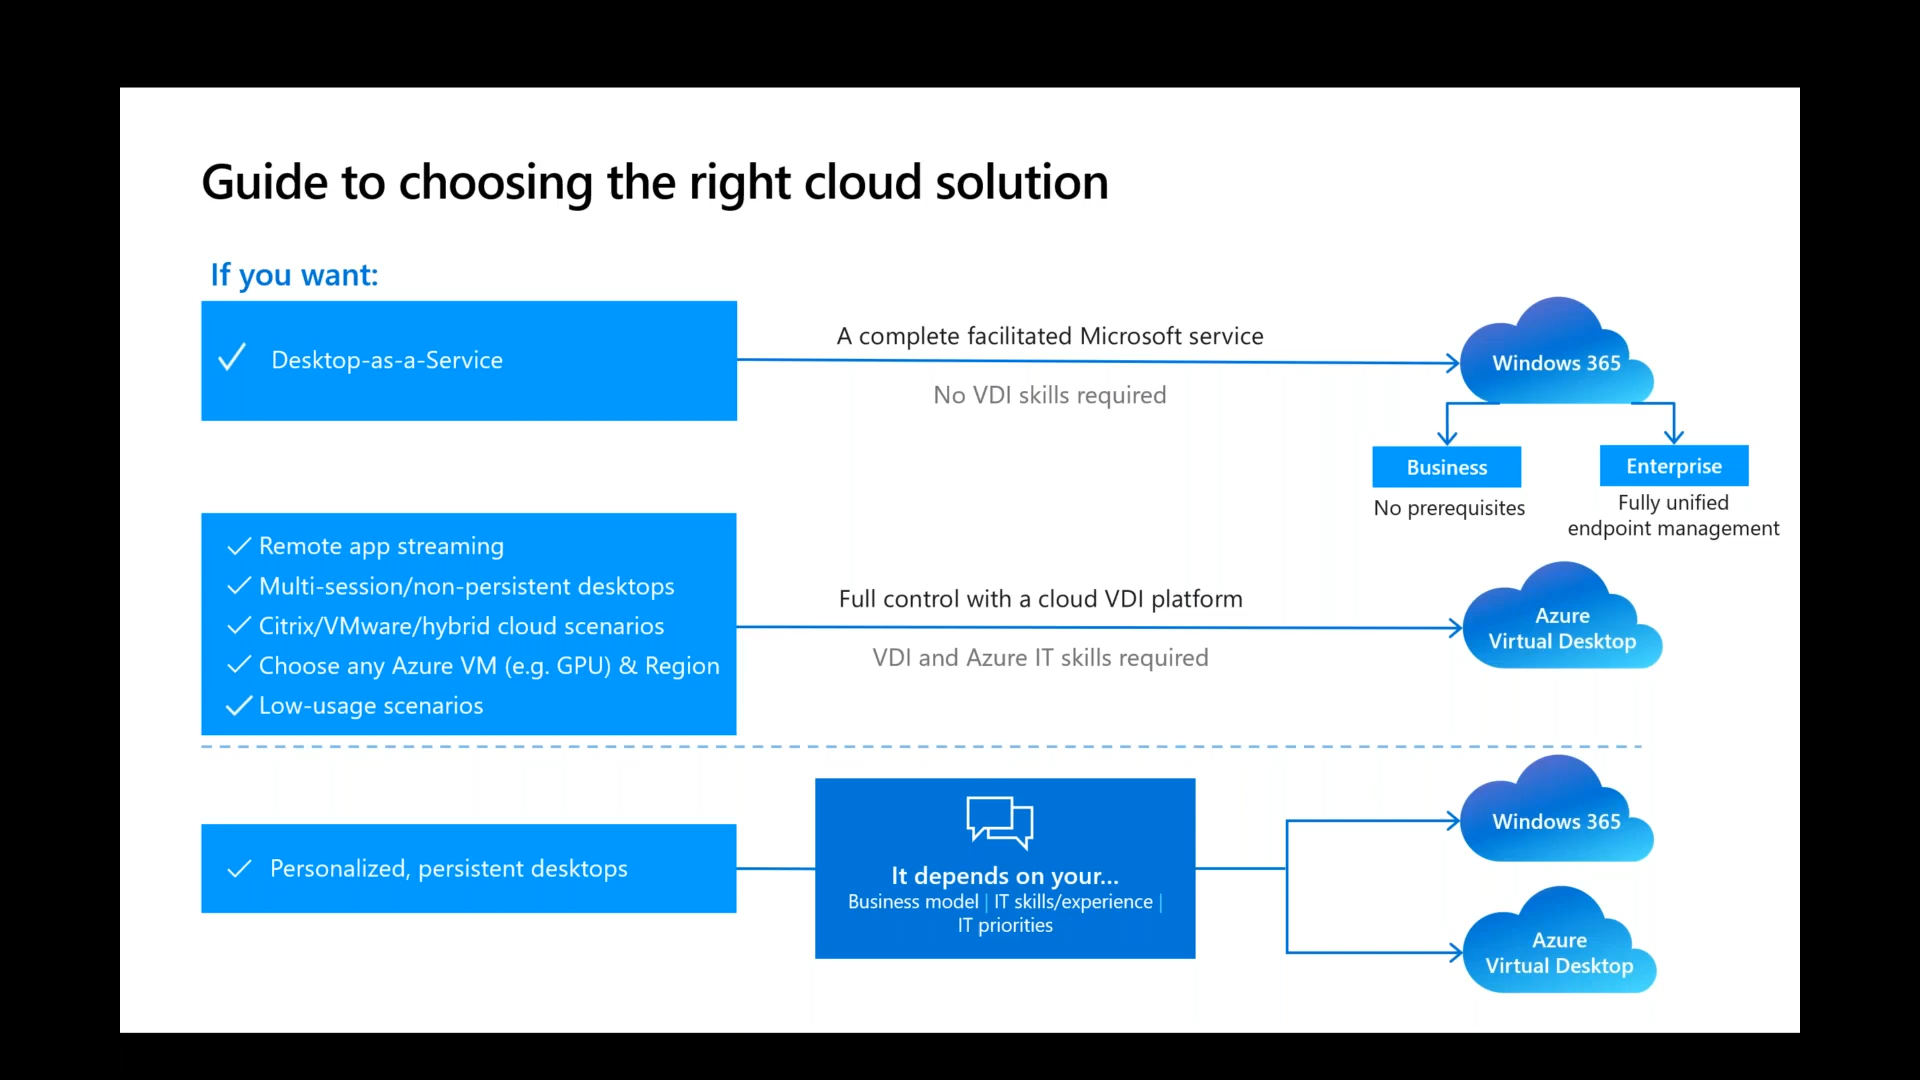 Guide to choosing the right cloud solution
If you want:
Desktop-as-a-Service
A complete facilitated Microsoft service
No VDI skills required
Windows 365
Business
No prerequisites
Enterprise
Fully unified
endpoint management
Remote app streaming
Multi-session/non-persistent desktops
Citrix/VMware/hybrid cloud scenarios
Choose any Azure VM (e.g. GPU) & Region
Low-usage scenarios
Full control with a cloud VDI platform
VDI and Azure IT skills required
Azure
Virtual Desktop
Personalized, persistent desktops
It depends on your...
Business model | IT skills/experience |
IT priorities
Windows 365
Azure
Virtual Desktop